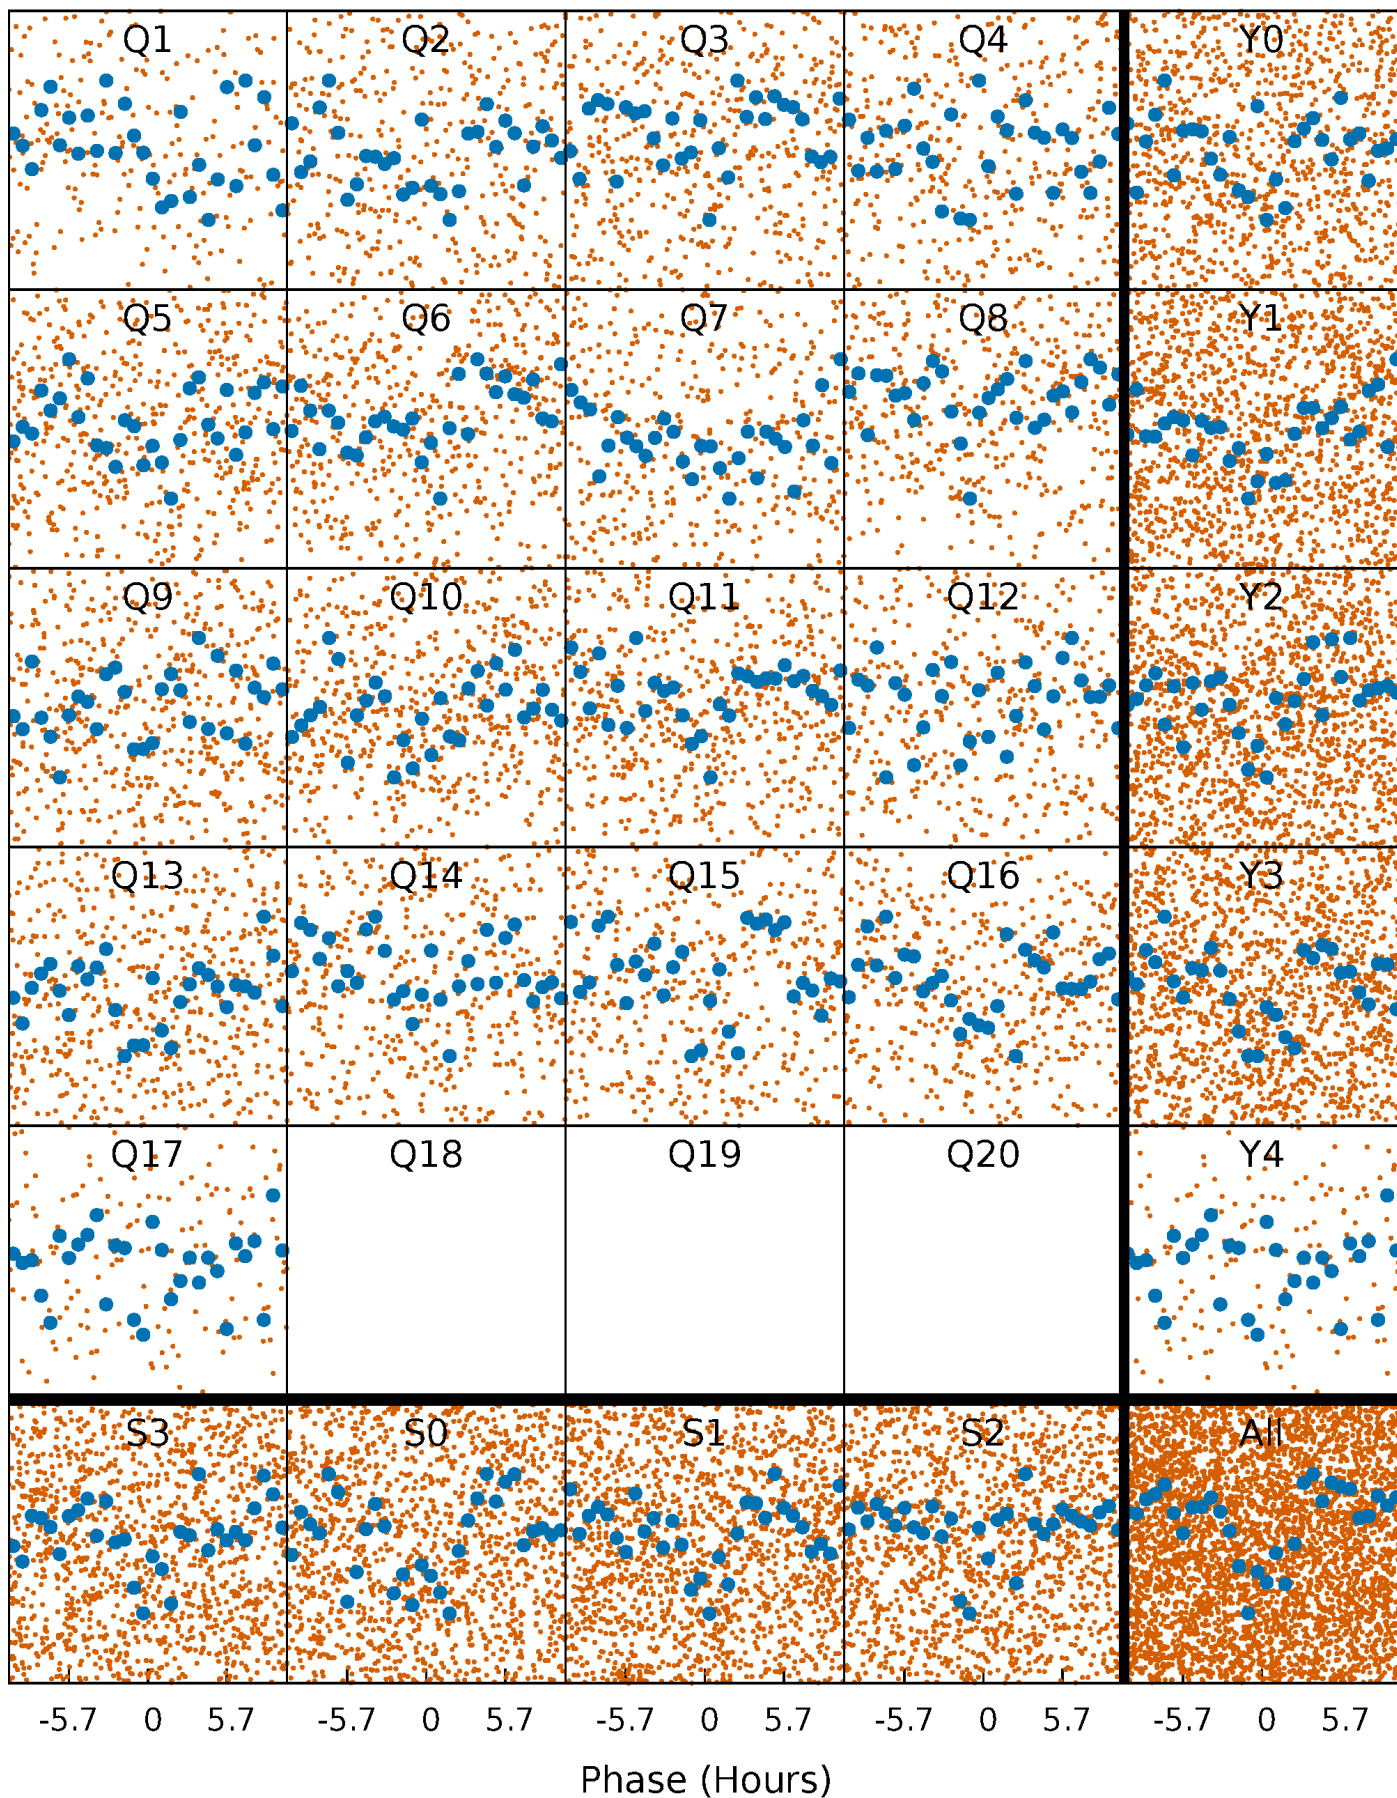 Q1 Q2 Q3 Q4 Y0
Q5 Q6 Q7 Q8 Y1
Q9 Q10 Q11 Q12 Y2
Q13 Q14 Q15 Q16 Y3
Q17 Q18 Q19 Q20 Y4
S3 S0 S1 S2 All
-5.7 0 5.7 -5.7 0 5.7 -5.7 0 5.7 -5.7 0 5.7 -5.7 0 5.7
Phase (Hours)